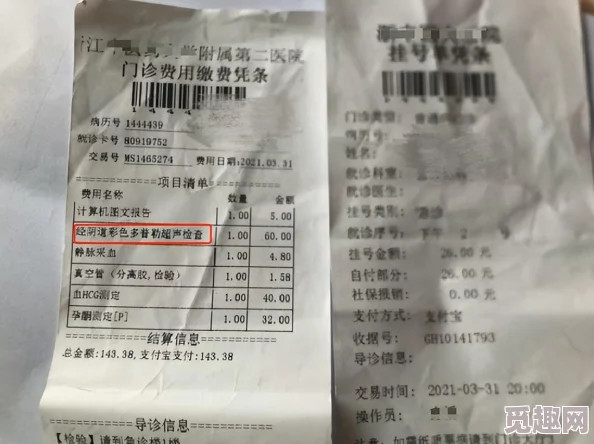 附属第二医院
门诊费用缴费凭条
病历号 1444439
就诊卡号 H0919752
交易号 MS1465274 费用日期:2021.03.31
项目清单
费用名称 数量 金额
计算机图文报告 1.00 5.00
经阴道彩色多普勒超声检查 1.00 60.00
静脉采血 1.00 4.80
真空管(分离胶,检验) 1.00 1.58
血HCG测定 1.00 40.00
孕酮测定[P] 1.00 32.00
结算信息
总金额:143.38,支付宝支付:143.38
导诊信息
【检验】请到急诊楼1楼
挂号单凭条
门诊类型:
病历号:
姓名:
就诊科室:
就诊医生:
就诊序号: 下午 2 号
挂号金额: 26.00 元
自付部分: 26.00 元
社保报销: 0.00 元
支付方式: 支付宝
收据号: GH10141793
导诊信息:
交易时间: 2021-03-31 20:00
操作员:
觅趣网